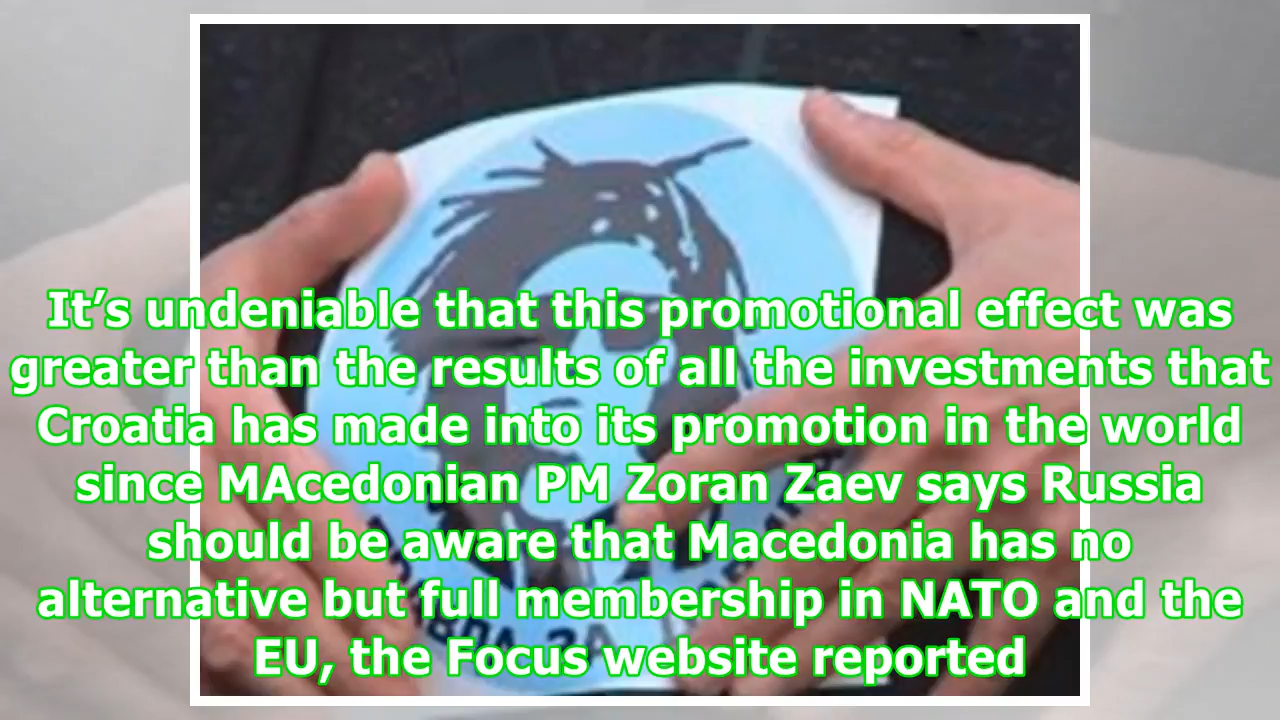 It’s undeniable that this promotional effect was
greater than the results of all the investments that
Croatia has made into its promotion in the world
since MAcedonian PM Zoran Zaev says Russia
should be aware that Macedonia has no
alternative but full membership in NATO and the
EU, the Focus website reported